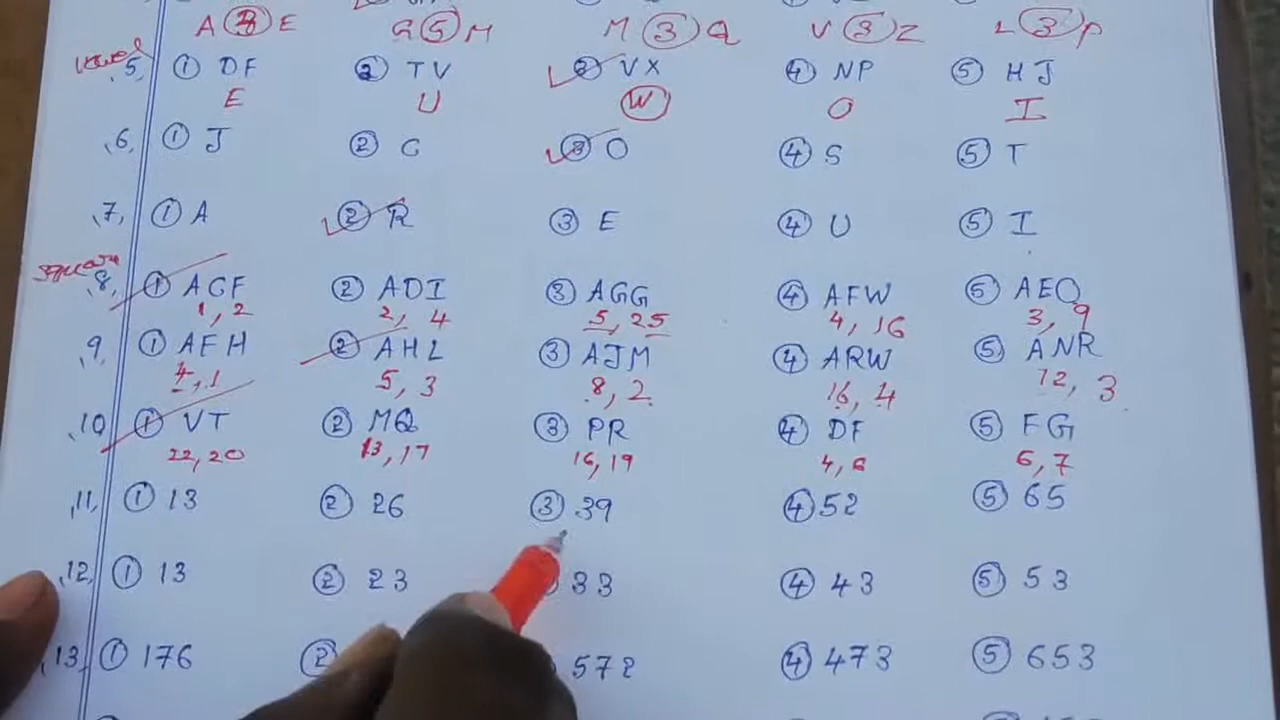 A 3 E G 5 M M 3 Q V 3 Z L 3 P
vowel
5, 1 DF 2 TV 3 VX 4 NP 5 HJ
E U W O I
6, 1 J 2 G 3 O 4 S 5 T
7, 1 A 2 R 3 E 4 U 5 I
square
8, 1 ACF 2 ADI 3 AGG 4 AFW 5 AEO
1, 2 2, 4 5, 25 4, 16 3, 9
9, 1 AFH 2 AHL 3 AJM 4 ARW 5 ANR
4, 1 5, 3 8, 2 16, 4 12, 3
10, 1 VT 2 MQ 3 PR 4 DF 5 FG
22, 20 13, 17 16, 19 4, 6 6, 7
11, 1 13 2 26 3 39 4 52 5 65
12, 1 13 2 23 33 4 43 5 53
13, 1 176 2 572 4 473 5 653